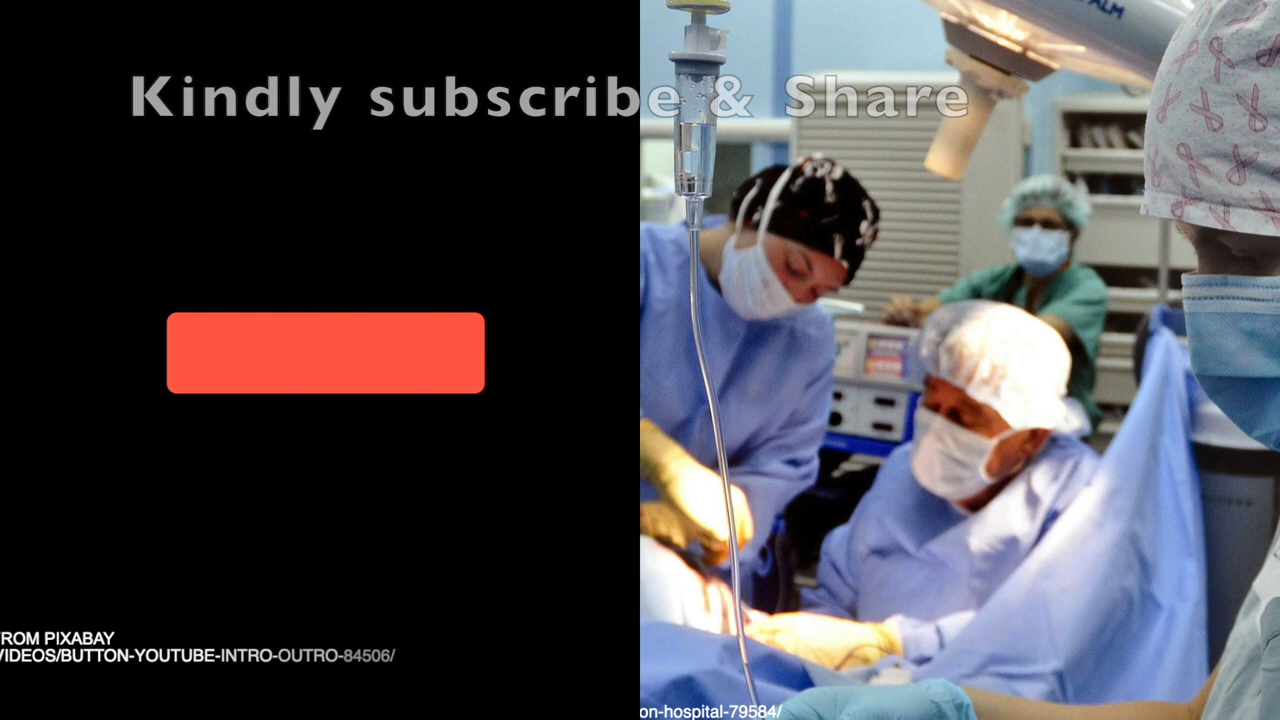 Kindly subscribe & Share
ROM PIXABAY
VIDEOS/BUTTON-YOUTUBE-INTRO-OUTRO-84506/
on-hospital-79584/